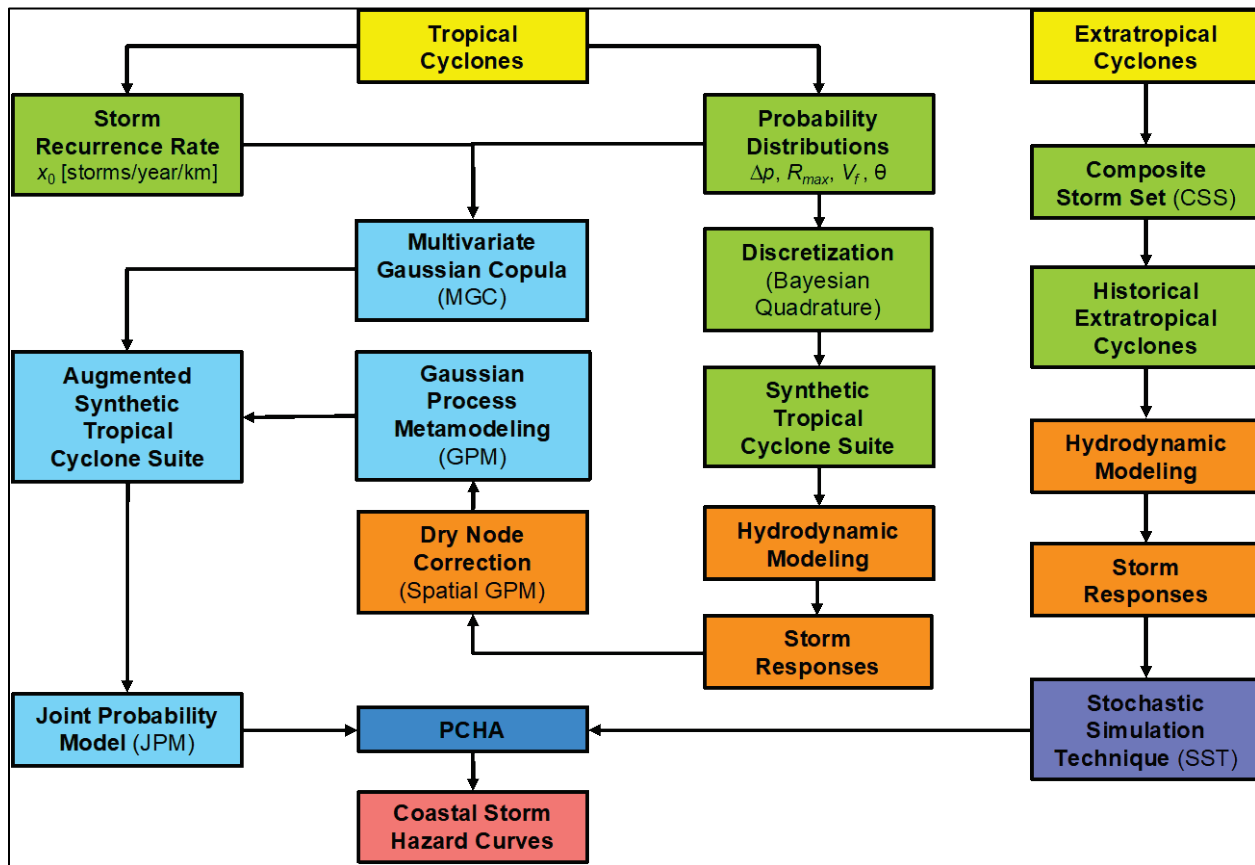 Tropical
Cyclones
Extratropical
Cyclones
Storm
Recurrence Rate
x₀ [storms/year/km]
Probability
Distributions
Δp, Rmax, Vf, θ
Composite
Storm Set (CSS)
Multivariate
Gaussian Copula
(MGC)
Discretization
(Bayesian
Quadrature)
Historical
Extratropical
Cyclones
Augmented
Synthetic
Tropical
Cyclone Suite
Gaussian
Process
Metamodeling
(GPM)
Synthetic
Tropical
Cyclone Suite
Hydrodynamic
Modeling
Dry Node
Correction
(Spatial GPM)
Hydrodynamic
Modeling
Storm
Responses
Storm
Responses
Joint Probability
Model (JPM)
PCHA
Stochastic
Simulation
Technique (SST)
Coastal Storm
Hazard Curves